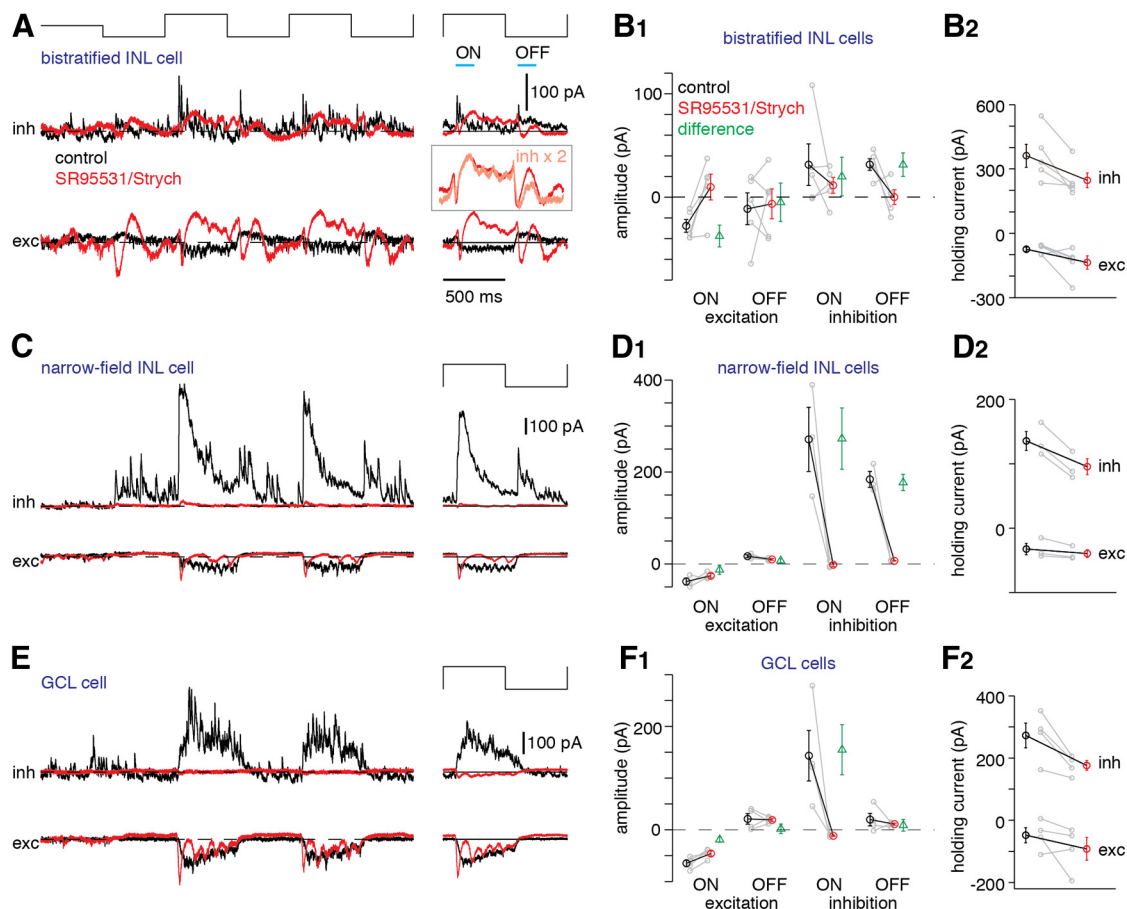 A
bistratified INL cell
inh
control
SR95531/Strych
exc
ON
OFF
100 pA
inh x 2
500 ms
B1
bistratified INL cells
control
SR95531/Strych
difference
amplitude (pA)
100
0
ON
OFF
ON
OFF
excitation
inhibition
B2
holding current (pA)
600
300
0
-300
inh
exc
C
narrow-field INL cell
inh
exc
100 pA
D1
narrow-field INL cells
amplitude (pA)
400
200
0
ON
OFF
ON
OFF
excitation
inhibition
D2
holding current (pA)
200
0
inh
exc
E
GCL cell
inh
exc
100 pA
F1
GCL cells
amplitude (pA)
200
0
ON
OFF
ON
OFF
excitation
inhibition
F2
holding current (pA)
400
200
0
-200
inh
exc